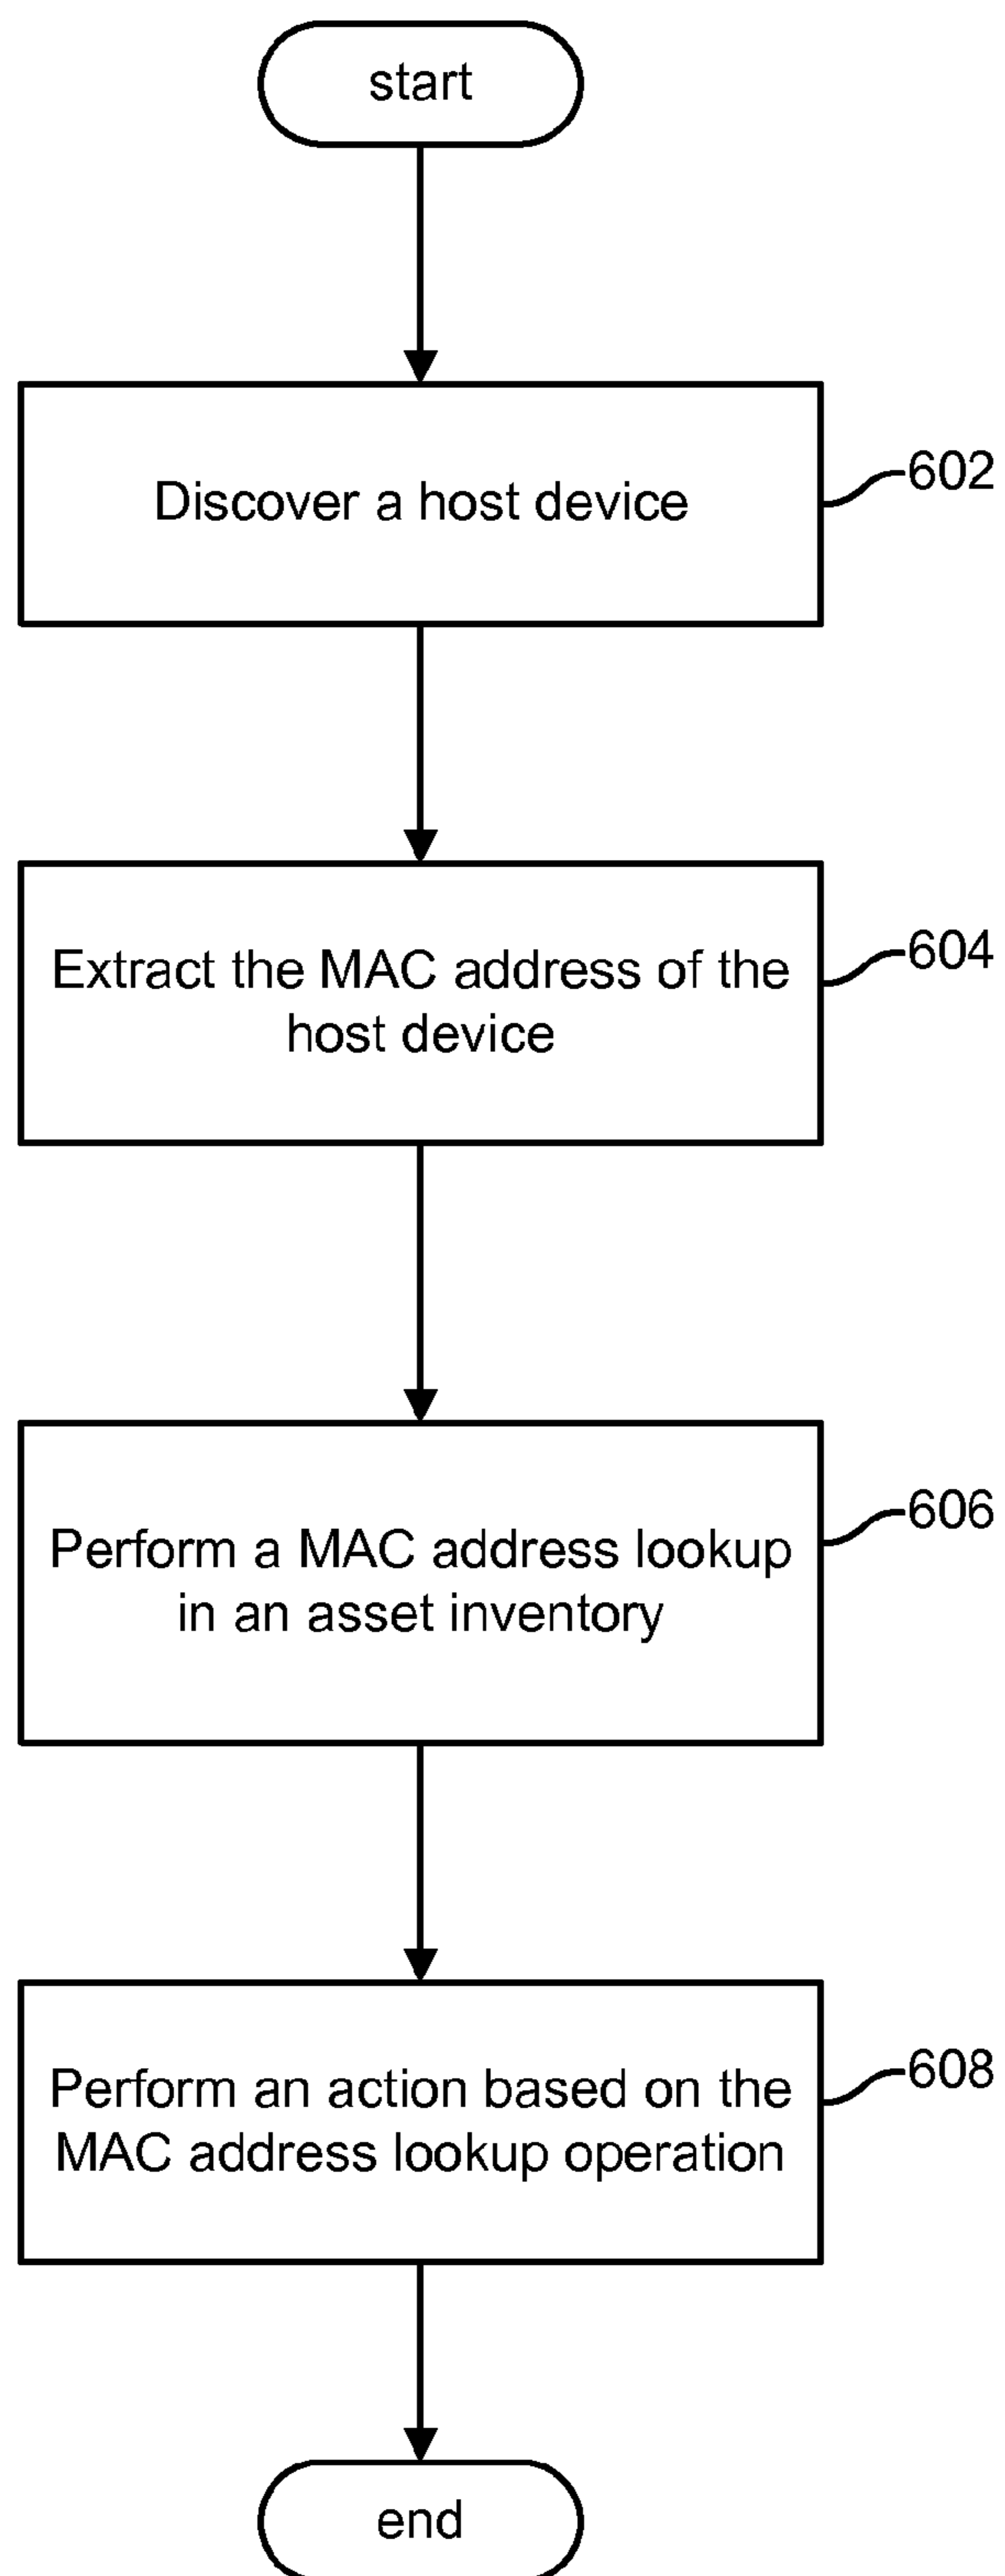 start
Discover a host device
602
Extract the MAC address of the
host device
604
Perform a MAC address lookup
in an asset inventory
606
Perform an action based on the
MAC address lookup operation
608
end